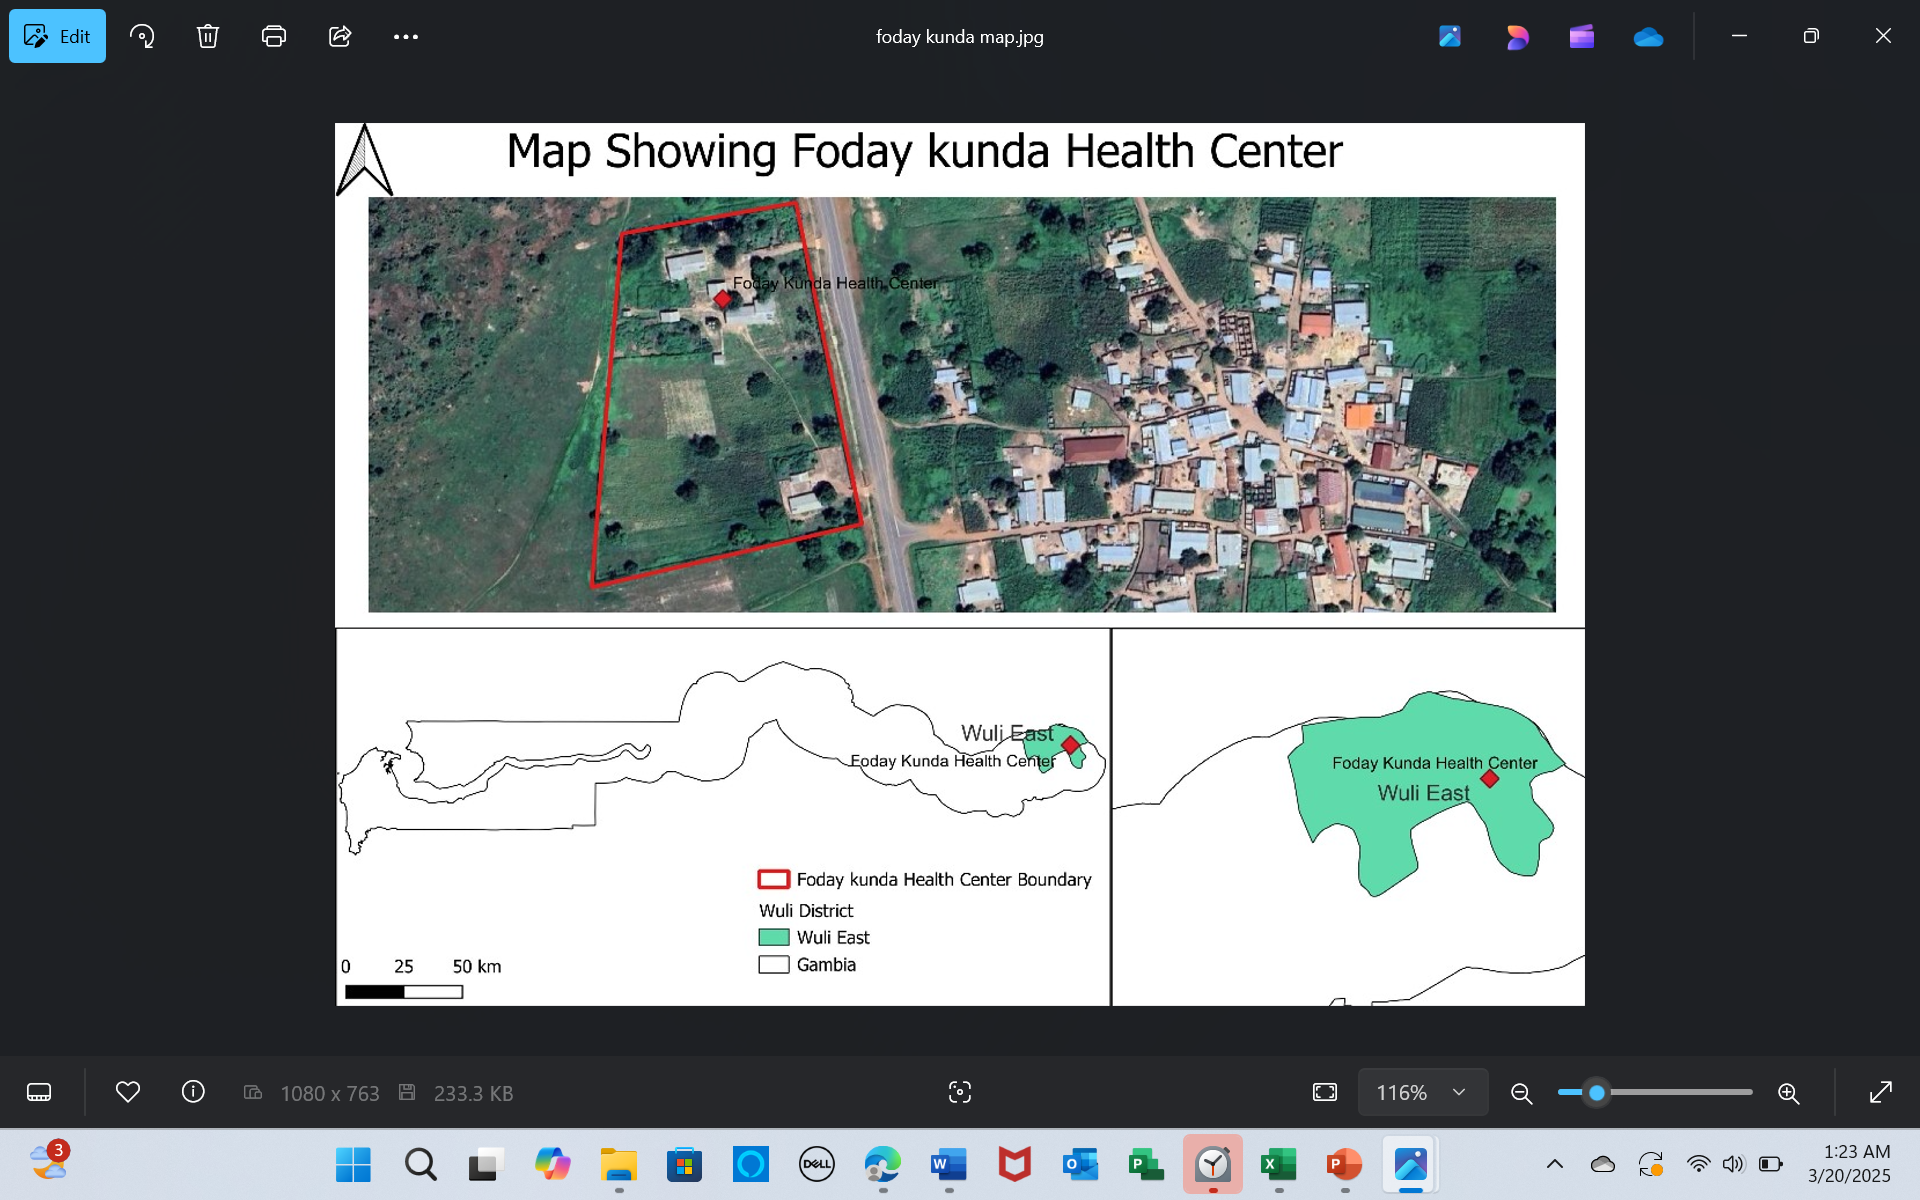 Edit
foday kunda map.jpg
Map Showing Foday kunda Health Center
Foday Kunda Health Center
Wuli East
Foday Kunda Health Center
Foday Kunda Health Center
Wuli East
Foday kunda Health Center Boundary
Wuli District
Wuli East
Gambia
0 25 50 km
1080 x 763
233.3 KB
116%
3
DELL
W
O
P
X
P
1:23 AM
3/20/2025